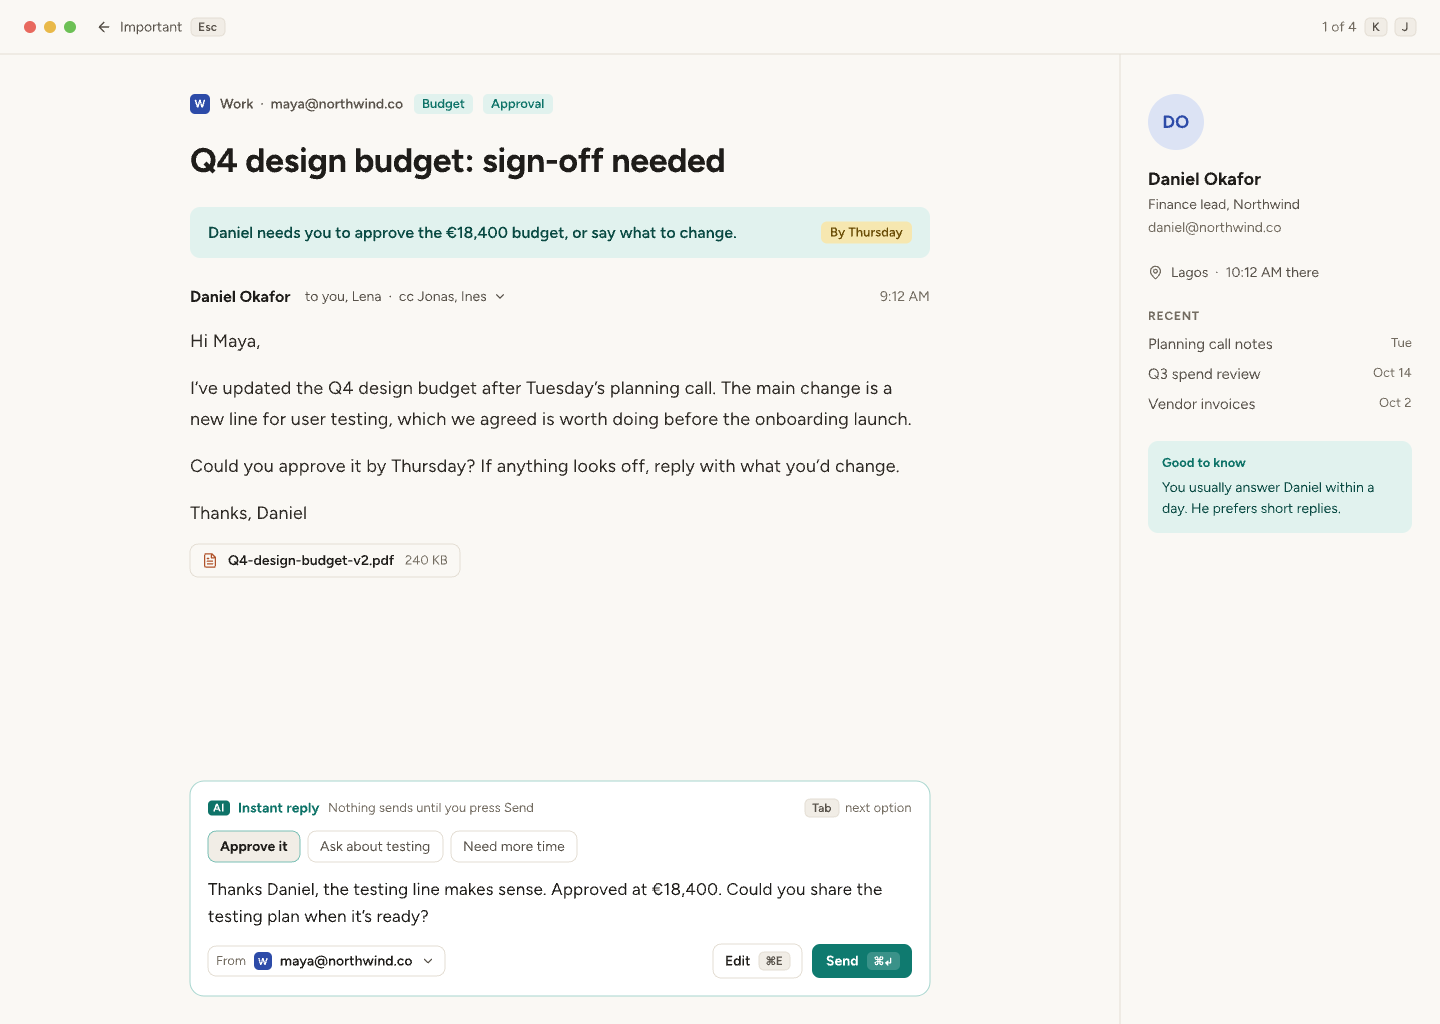 Important Esc
1 of 4 K J
W Work · maya@northwind.co Budget Approval
Q4 design budget: sign-off needed
Daniel needs you to approve the €18,400 budget, or say what to change. By Thursday
Daniel Okafor to you, Lena · cc Jonas, Ines 9:12 AM
Hi Maya,
I’ve updated the Q4 design budget after Tuesday’s planning call. The main change is a
new line for user testing, which we agreed is worth doing before the onboarding launch.
Could you approve it by Thursday? If anything looks off, reply with what you’d change.
Thanks, Daniel
Q4-design-budget-v2.pdf 240 KB
AI Instant reply Nothing sends until you press Send Tab next option
Approve it Ask about testing Need more time
Thanks Daniel, the testing line makes sense. Approved at €18,400. Could you share the
testing plan when it’s ready?
From W maya@northwind.co Edit ⌘E Send ⌘↵
DO
Daniel Okafor
Finance lead, Northwind
daniel@northwind.co
Lagos · 10:12 AM there
RECENT
Planning call notes Tue
Q3 spend review Oct 14
Vendor invoices Oct 2
Good to know
You usually answer Daniel within a
day. He prefers short replies.